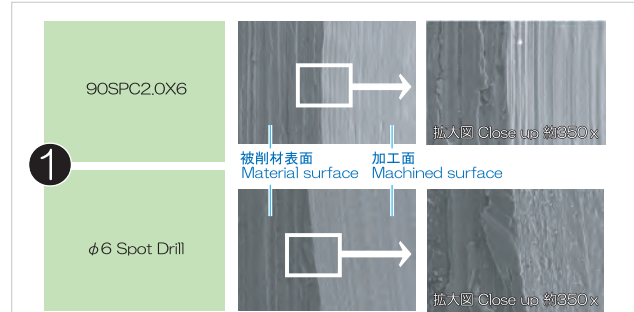 1
90SPC2.0X6
拡大図 Close up 約350x
被削材表面 加工面
Material surface Machined surface
φ6 Spot Drill
拡大図 Close up 約350x